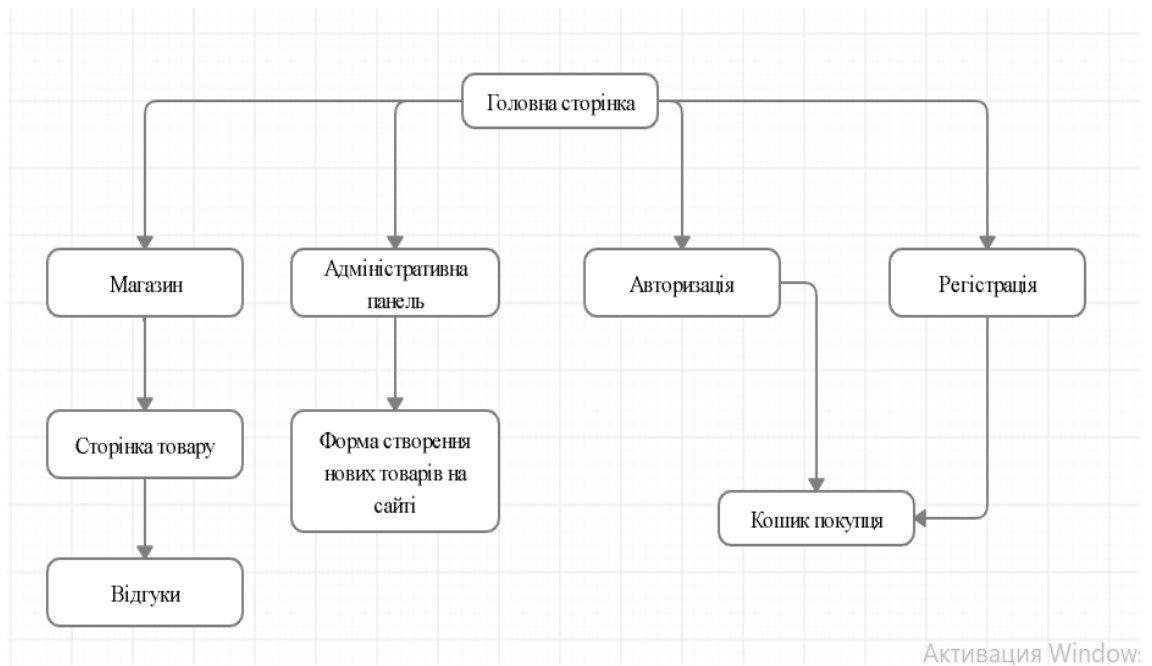 Головна сторінка
Магазин
Адміністративна
панель
Авторизація
Регістрація
Сторінка товару
Форма створення
нових товарів на
сайті
Кошик покупця
Відгуки
Активация Windows